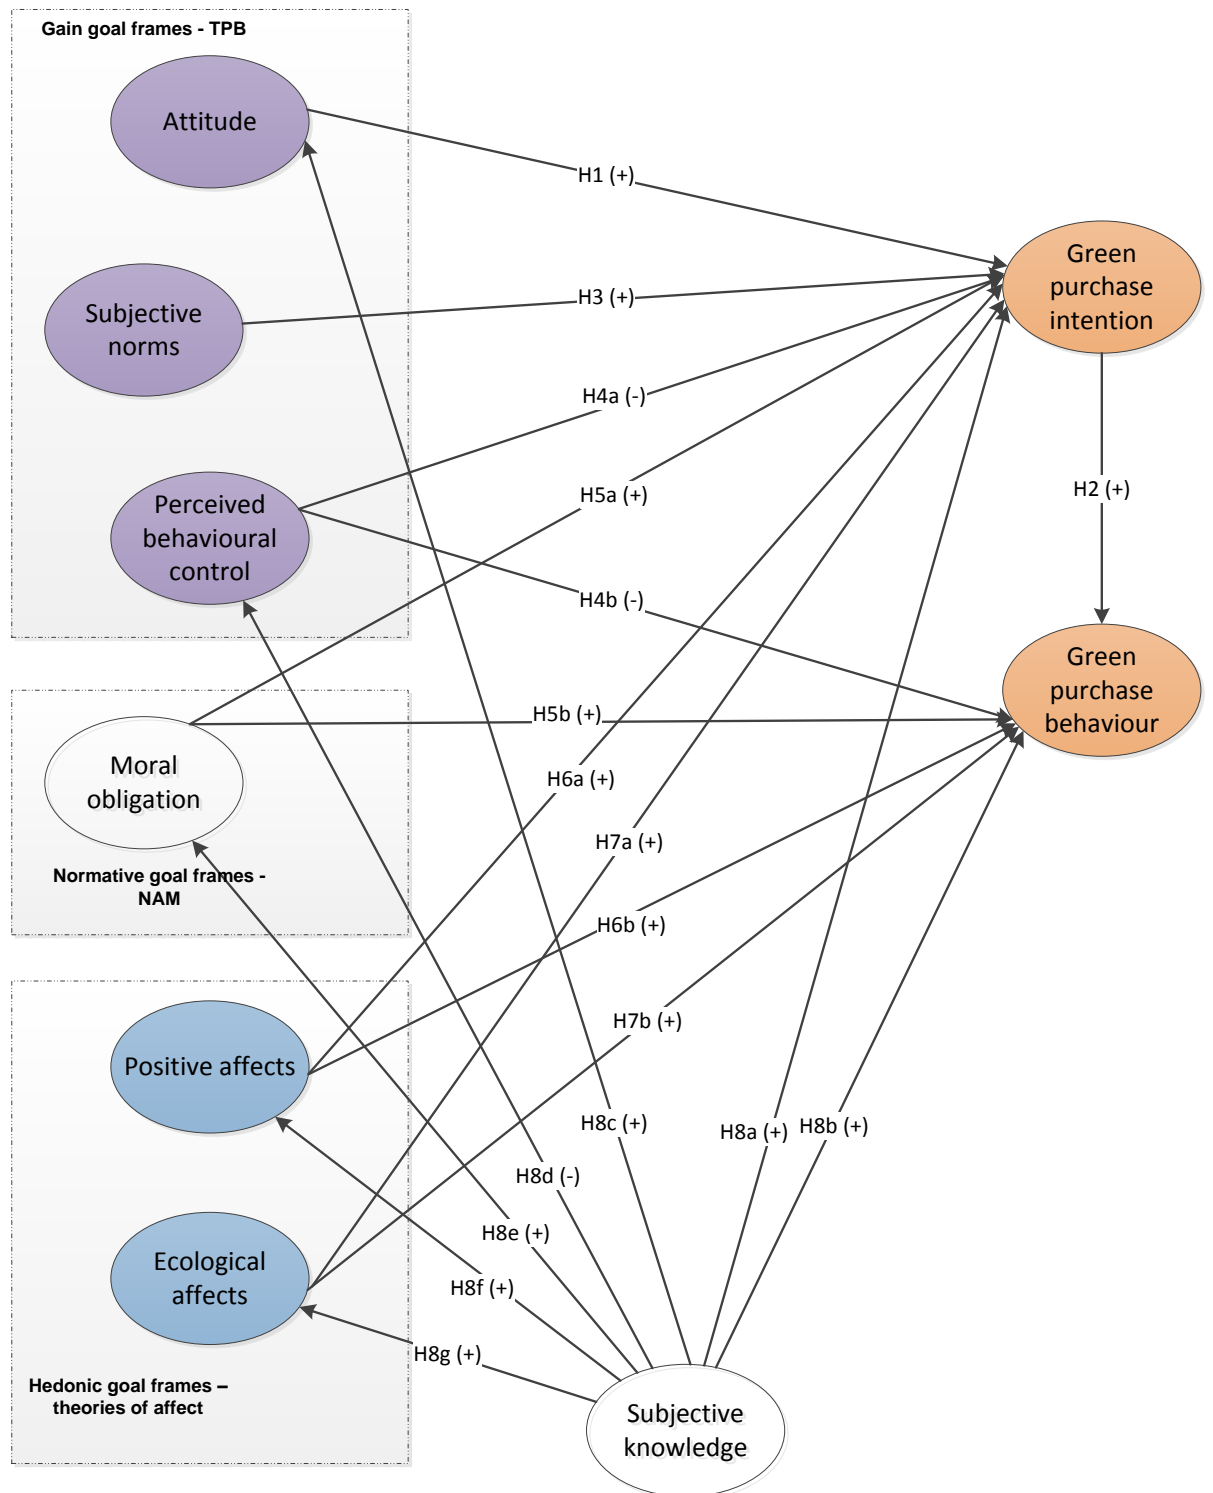 Gain goal frames - TPB
Attitude
H1 (+)
Green
purchase
intention
Subjective
norms
H3 (+)
H4a (-)
Perceived
behavioural
control
H5a (+)
H2 (+)
H4b (-)
Green
purchase
behaviour
H5b (+)
Moral
obligation
H6a (+)
H7a (+)
Normative goal frames -
NAM
H6b (+)
H7b (+)
Positive affects
H8c (+)
H8a (+)
H8b (+)
H8d (-)
H8e (+)
Ecological
affects
H8f (+)
H8g (+)
Hedonic goal frames –
theories of affect
Subjective
knowledge